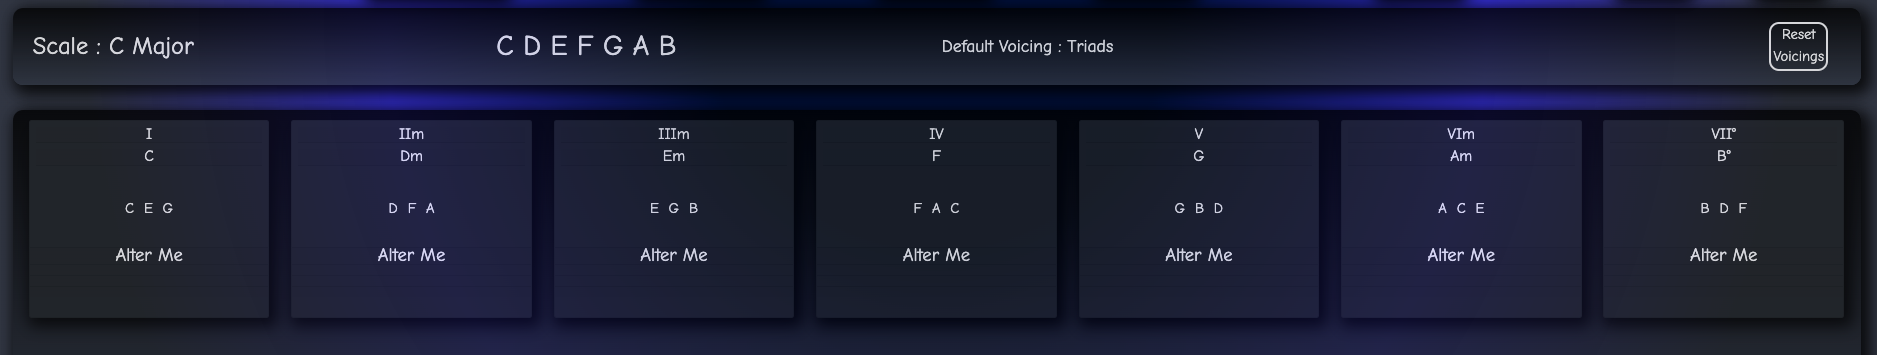 Scale : C Major
C D E F G A B
Default Voicing : Triads
Reset
Voicings
I
C
C E G
Alter Me
IIm
Dm
D F A
Alter Me
IIIm
Em
E G B
Alter Me
IV
F
F A C
Alter Me
V
G
G B D
Alter Me
VIm
Am
A C E
Alter Me
VII°
B°
B D F
Alter Me